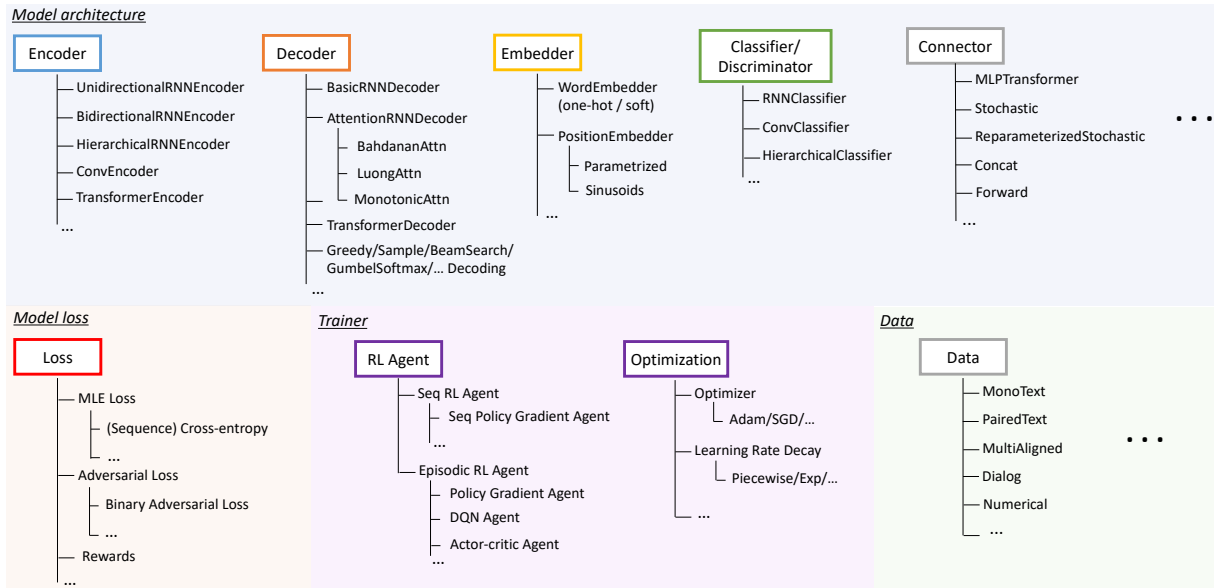 Model architecture
Encoder
UnidirectionalRNNEncoder
BidirectionalRNNEncoder
HierarchicalRNNEncoder
ConvEncoder
TransformerEncoder
...
Decoder
BasicRNNDecoder
AttentionRNNDecoder
BahdananAttn
LuongAttn
MonotonicAttn
TransformerDecoder
Greedy/Sample/BeamSearch/
GumbelSoftmax/... Decoding
...
Embedder
WordEmbedder
(one-hot / soft)
PositionEmbedder
Parametrized
Sinusoids
...
Classifier/
Discriminator
RNNClassifier
ConvClassifier
HierarchicalClassifier
...
Connector
MLPTransformer
Stochastic
ReparameterizedStochastic
Concat
Forward
...
...
Model loss
Loss
MLE Loss
(Sequence) Cross-entropy
...
Adversarial Loss
Binary Adversarial Loss
...
Rewards
...
Trainer
RL Agent
Seq RL Agent
Seq Policy Gradient Agent
...
Episodic RL Agent
Policy Gradient Agent
DQN Agent
Actor-critic Agent
...
Optimization
Optimizer
Adam/SGD/...
Learning Rate Decay
Piecewise/Exp/...
...
Data
Data
MonoText
PairedText
MultiAligned
Dialog
Numerical
...
...